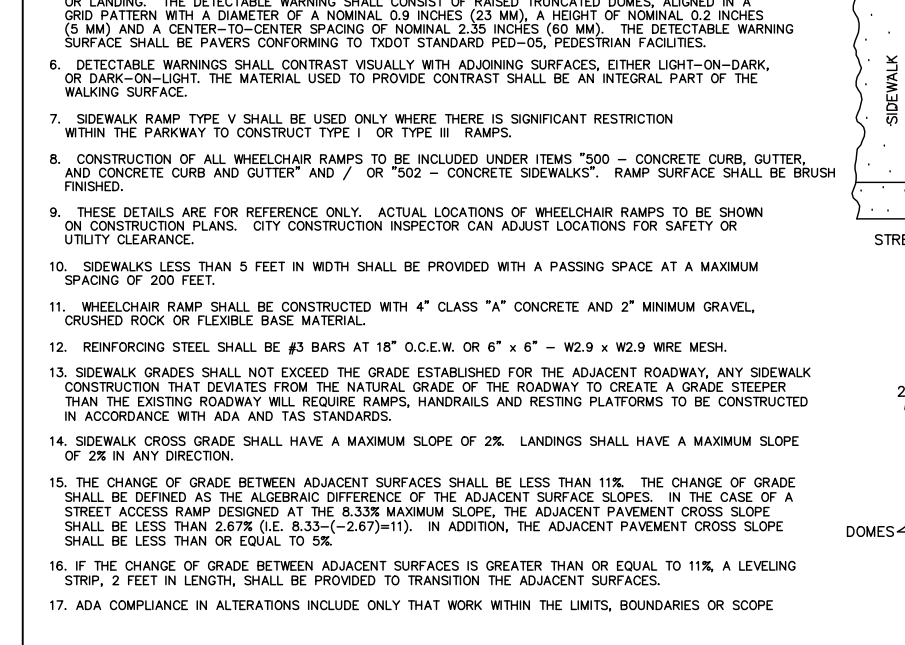 OR LANDING. THE DETECTABLE WARNING SHALL CONSIST OF RAISED TRUNCATED DOMES, ALIGNED IN A
GRID PATTERN WITH A DIAMETER OF A NOMINAL 0.9 INCHES (23 MM), A HEIGHT OF NOMINAL 0.2 INCHES
(5 MM) AND A CENTER-TO-CENTER SPACING OF NOMINAL 2.35 INCHES (60 MM). THE DETECTABLE WARNING
SURFACE SHALL BE PAVERS CONFORMING TO TXDOT STANDARD PED-05, PEDESTRIAN FACILITIES.
6. DETECTABLE WARNINGS SHALL CONTRAST VISUALLY WITH ADJOINING SURFACES, EITHER LIGHT-ON-DARK,
OR DARK-ON-LIGHT. THE MATERIAL USED TO PROVIDE CONTRAST SHALL BE AN INTEGRAL PART OF THE
WALKING SURFACE.
7. SIDEWALK RAMP TYPE V SHALL BE USED ONLY WHERE THERE IS SIGNIFICANT RESTRICTION
WITHIN THE PARKWAY TO CONSTRUCT TYPE I OR TYPE III RAMPS.
8. CONSTRUCTION OF ALL WHEELCHAIR RAMPS TO BE INCLUDED UNDER ITEMS "500 - CONCRETE CURB, GUTTER,
AND CONCRETE CURB AND GUTTER" AND / OR "502 - CONCRETE SIDEWALKS". RAMP SURFACE SHALL BE BRUSH
FINISHED.
9. THESE DETAILS ARE FOR REFERENCE ONLY. ACTUAL LOCATIONS OF WHEELCHAIR RAMPS TO BE SHOWN
ON CONSTRUCTION PLANS. CITY CONSTRUCTION INSPECTOR CAN ADJUST LOCATIONS FOR SAFETY OR
UTILITY CLEARANCE.
10. SIDEWALKS LESS THAN 5 FEET IN WIDTH SHALL BE PROVIDED WITH A PASSING SPACE AT A MAXIMUM
SPACING OF 200 FEET.
11. WHEELCHAIR RAMP SHALL BE CONSTRUCTED WITH 4" CLASS "A" CONCRETE AND 2" MINIMUM GRAVEL,
CRUSHED ROCK OR FLEXIBLE BASE MATERIAL.
12. REINFORCING STEEL SHALL BE #3 BARS AT 18" O.C.E.W. OR 6" x 6" - W2.9 x W2.9 WIRE MESH.
13. SIDEWALK GRADES SHALL NOT EXCEED THE GRADE ESTABLISHED FOR THE ADJACENT ROADWAY, ANY SIDEWALK
CONSTRUCTION THAT DEVIATES FROM THE NATURAL GRADE OF THE ROADWAY TO CREATE A GRADE STEEPER
THAN THE EXISTING ROADWAY WILL REQUIRE RAMPS, HANDRAILS AND RESTING PLATFORMS TO BE CONSTRUCTED
IN ACCORDANCE WITH ADA AND TAS STANDARDS.
14. SIDEWALK CROSS GRADE SHALL HAVE A MAXIMUM SLOPE OF 2%. LANDINGS SHALL HAVE A MAXIMUM SLOPE
OF 2% IN ANY DIRECTION.
15. THE CHANGE OF GRADE BETWEEN ADJACENT SURFACES SHALL BE LESS THAN 11%. THE CHANGE OF GRADE
SHALL BE DEFINED AS THE ALGEBRAIC DIFFERENCE OF THE ADJACENT SURFACE SLOPES. IN THE CASE OF A
STREET ACCESS RAMP DESIGNED AT THE 8.33% MAXIMUM SLOPE, THE ADJACENT PAVEMENT CROSS SLOPE
SHALL BE LESS THAN 2.67% (I.E. 8.33-(-2.67)=11). IN ADDITION, THE ADJACENT PAVEMENT CROSS SLOPE
SHALL BE LESS THAN OR EQUAL TO 5%.
16. IF THE CHANGE OF GRADE BETWEEN ADJACENT SURFACES IS GREATER THAN OR EQUAL TO 11%, A LEVELING
STRIP, 2 FEET IN LENGTH, SHALL BE PROVIDED TO TRANSITION THE ADJACENT SURFACES.
17. ADA COMPLIANCE IN ALTERATIONS INCLUDE ONLY THAT WORK WITHIN THE LIMITS, BOUNDARIES OR SCOPE
SIDEWALK
STRE
2
DOMES